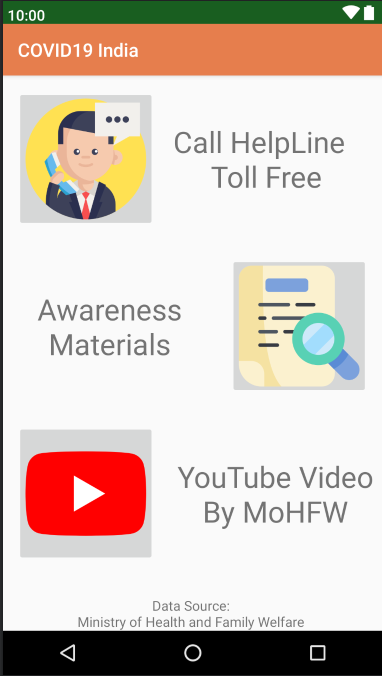 10:00
COVID19 India
Call HelpLine
Toll Free
Awareness
Materials
YouTube Video
By MoHFW
Data Source:
Ministry of Health and Family Welfare